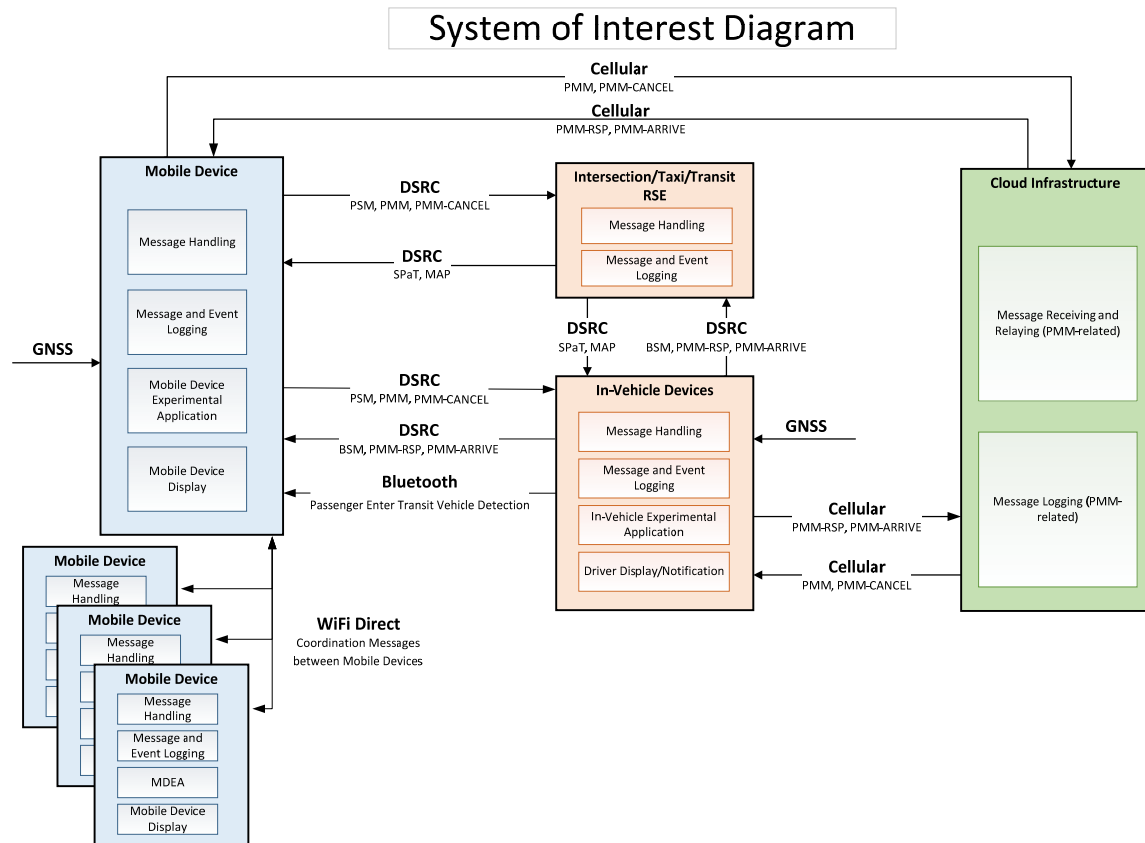 System of Interest Diagram
Cellular
PMM, PMM-CANCEL
Cellular
PMM-RSP, PMM-ARRIVE
Mobile Device
Message Handling
Message and Event
Logging
Mobile Device
Experimental
Application
Mobile Device
Display
GNSS
DSRC
PSM, PMM, PMM-CANCEL
DSRC
SPaT, MAP
Intersection/Taxi/Transit
RSE
Message Handling
Message and Event
Logging
DSRC
SPaT, MAP
DSRC
BSM, PMM-RSP, PMM-ARRIVE
DSRC
PSM, PMM, PMM-CANCEL
DSRC
BSM, PMM-RSP, PMM-ARRIVE
Bluetooth
Passenger Enter Transit Vehicle Detection
In-Vehicle Devices
Message Handling
Message and Event
Logging
In-Vehicle Experimental
Application
Driver Display/Notification
GNSS
Cellular
PMM-RSP, PMM-ARRIVE
Cellular
PMM, PMM-CANCEL
Cloud Infrastructure
Message Receiving and
Relaying (PMM-related)
Message Logging (PMM-
related)
Mobile Device
Message
Handling
Mobile Device
Message
Handling
Mobile Device
Message
Handling
Message and
Event Logging
MDEA
Mobile Device
Display
WiFi Direct
Coordination Messages
between Mobile Devices